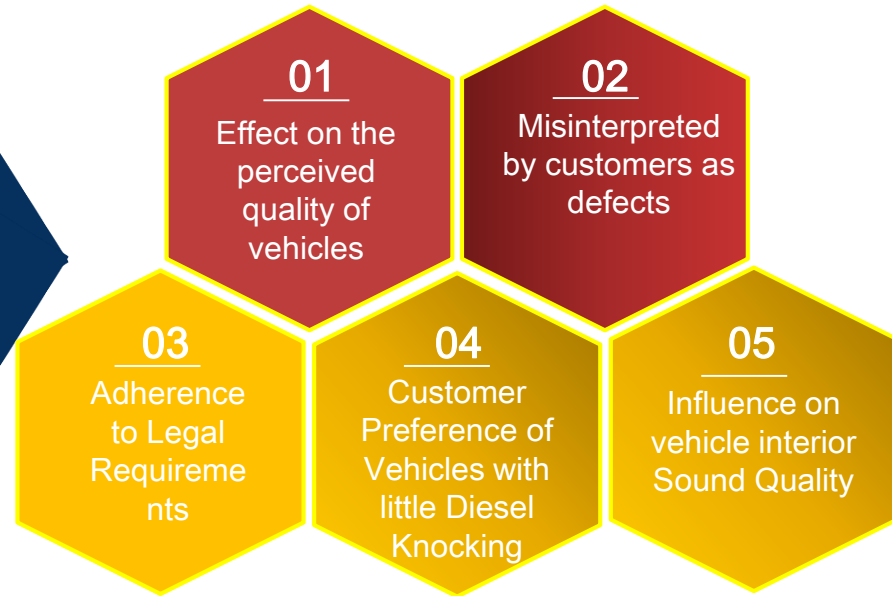 01
Effect on the
perceived
quality of
vehicles
02
Misinterpreted
by customers as
defects
03
Adherence
to Legal
Requireme
nts
04
Customer
Preference of
Vehicles with
little Diesel
Knocking
05
Influence on
vehicle interior
Sound Quality